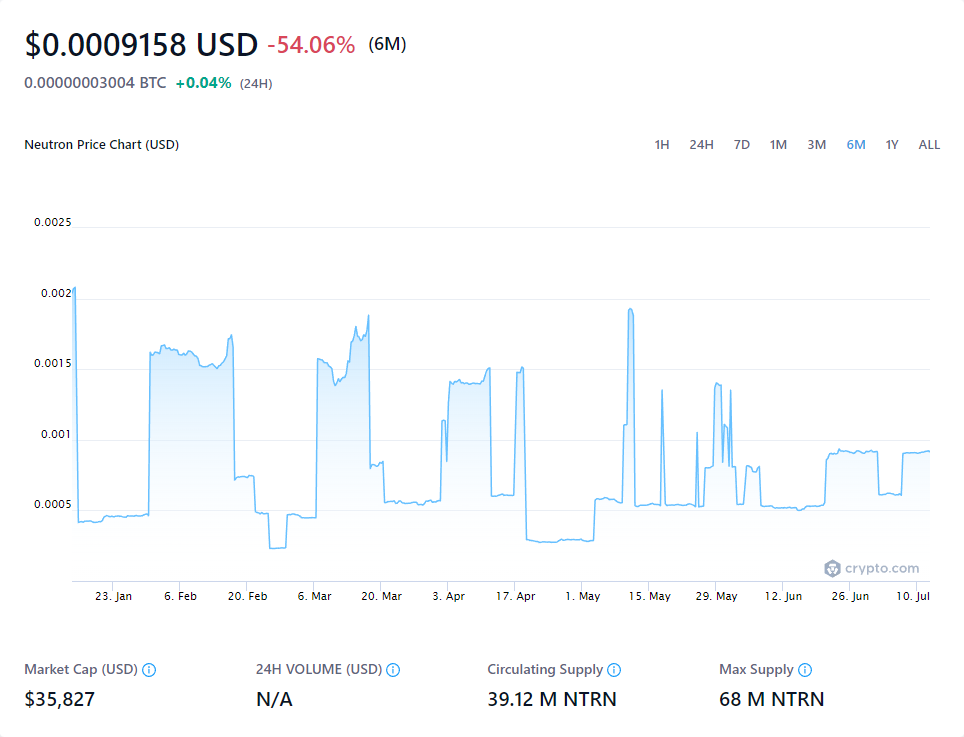 $0.0009158 USD -54.06% (6M)
0.00000003004 BTC +0.04% (24H)
Neutron Price Chart (USD) 1H 24H 7D 1M 3M 6M 1Y ALL
0.0025
0.002
0.0015
0.001
0.0005
crypto.com
23. Jan 6. Feb 20. Feb 6. Mar 20. Mar 3. Apr 17. Apr 1. May 15. May 29. May 12. Jun 26. Jun 10. Jul
Market Cap (USD) 24H VOLUME (USD) Circulating Supply Max Supply
$35,827 N/A 39.12 M NTRN 68 M NTRN